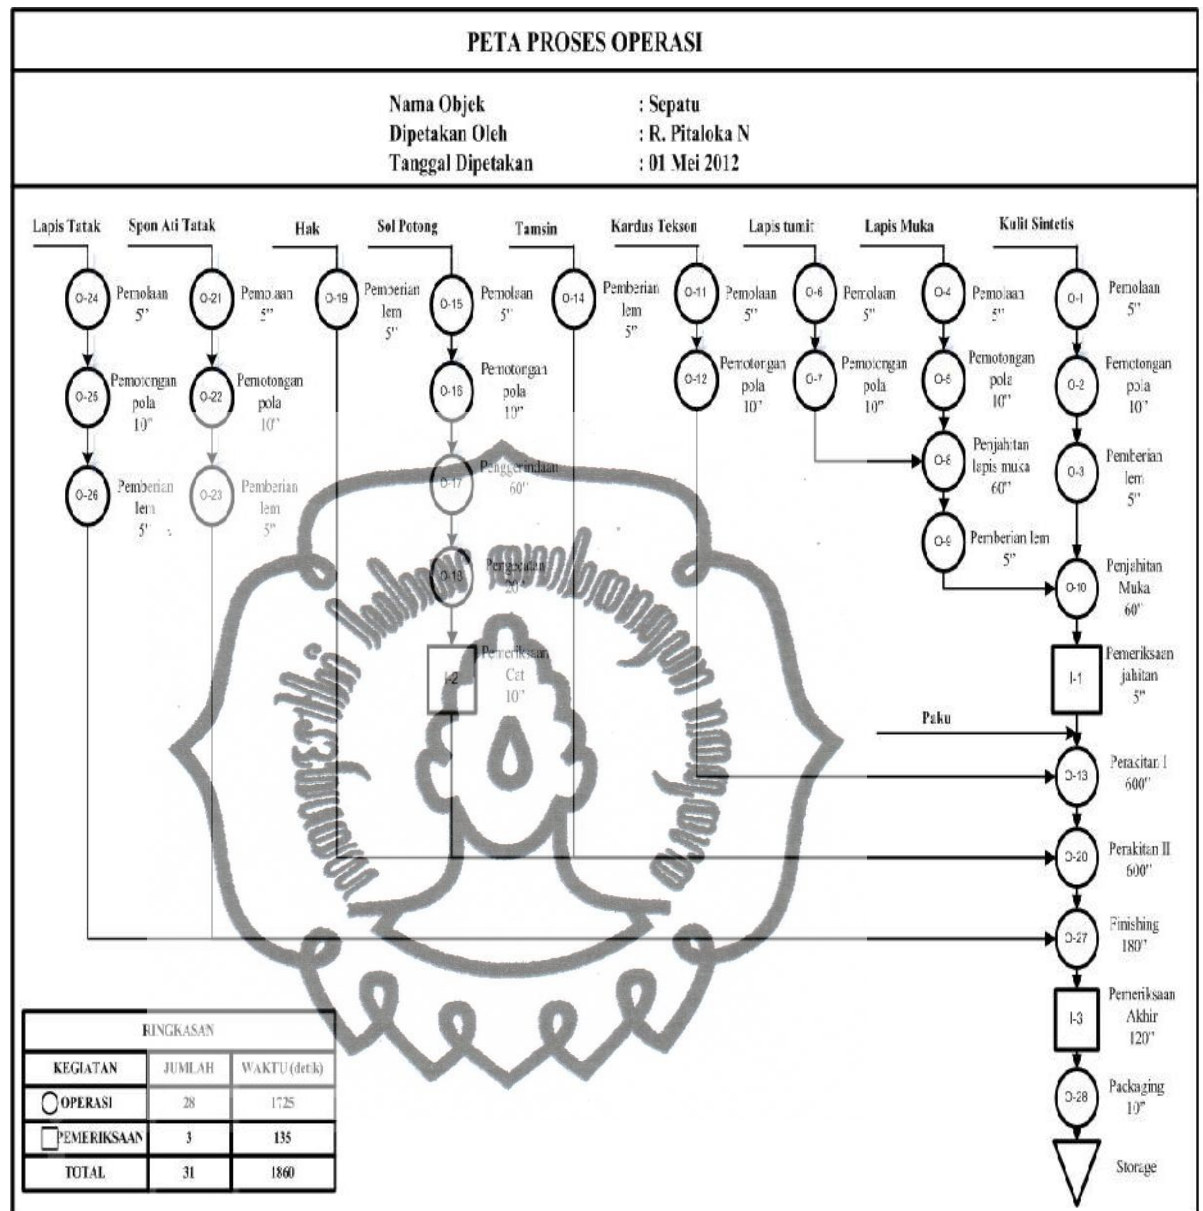 PETA PROSES OPERASI
Nama Objek : Sepatu
Dipetakan Oleh : R. Pitaloka N
Tanggal Dipetakan : 01 Mei 2012
Lapis Tatak
Spon Ati Tatak
Hak
Sol Potong
Tamsin
Kardus Tekson
Lapis tumit
Lapis Muka
Kulit Sintetis
O-24
Pemolaan
5"
O-21
Pemolaan
5"
O-19
Pemberian
lem
5"
O-15
Pemolaan
5"
O-14
Pemberian
lem
5"
O-11
Pemolaan
5"
O-6
Pemolaan
5"
O-4
Pemolaan
5"
O-1
Pemolaan
5"
O-25
Pemotongan
pola
10"
O-22
Pemotongan
pola
10"
O-16
Pemotongan
pola
10"
O-12
Pemotongan
pola
10"
O-7
Pemotongan
pola
10"
O-5
Pemotongan
pola
10"
O-2
Pemotongan
pola
10"
O-26
Pemberian
lem
5"
O-23
Pemberian
lem
5"
O-17
Penggerindaan
60"
O-8
Penjahitan
lapis muka
60"
O-3
Pemberian
lem
5"
O-18
Pengecatan
20"
O-9
Pemberian lem
5"
O-10
Penjahitan
Muka
60"
I-2
Pemeriksaan
Cat
10"
I-1
Pemeriksaan
jahitan
5"
Paku
O-13
Perakitan I
600"
O-20
Perakitan II
600"
O-27
Finishing
180"
I-3
Pemeriksaan
Akhir
120"
O-28
Packaging
10"
Storage
RINGKASAN
KEGIATAN JUMLAH WAKTU (detik)
OPERASI 28 1725
PEMERIKSAAN 3 135
TOTAL 31 1860